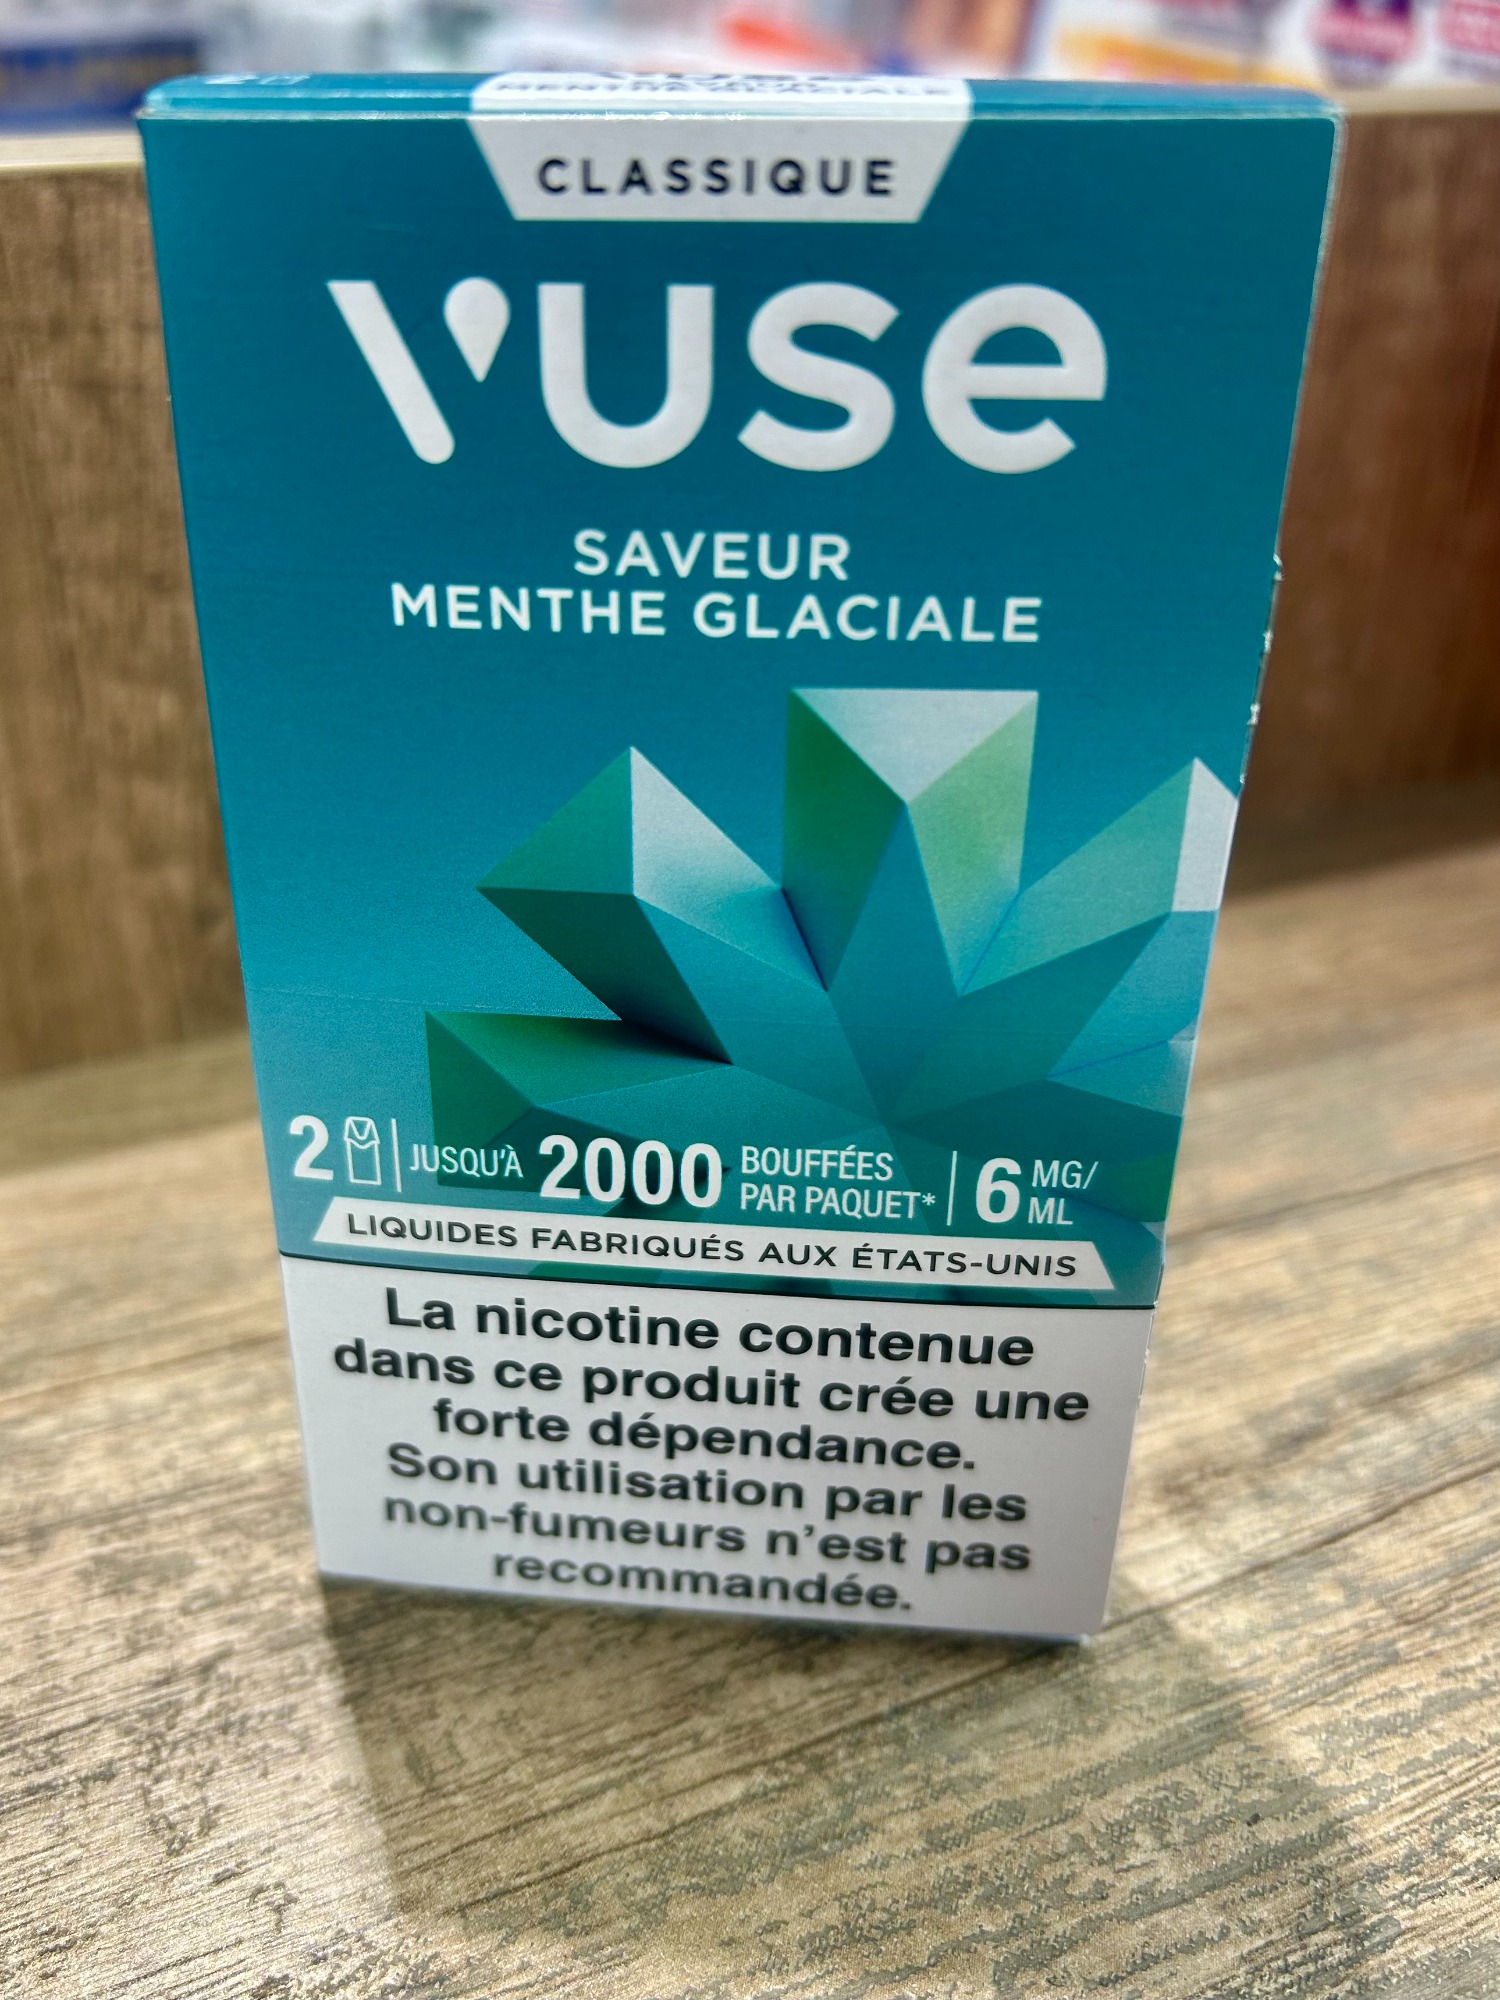 CLASSIQUE
vuse
SAVEUR
MENTHE GLACIALE
2 JUSQU'À 2000 BOUFFÉES PAR PAQUET* 6 MG/ML
LIQUIDES FABRIQUÉS AUX ÉTATS-UNIS
La nicotine contenue
dans ce produit crée une
forte dépendance.
Son utilisation par les
non-fumeurs n'est pas
recommandée.